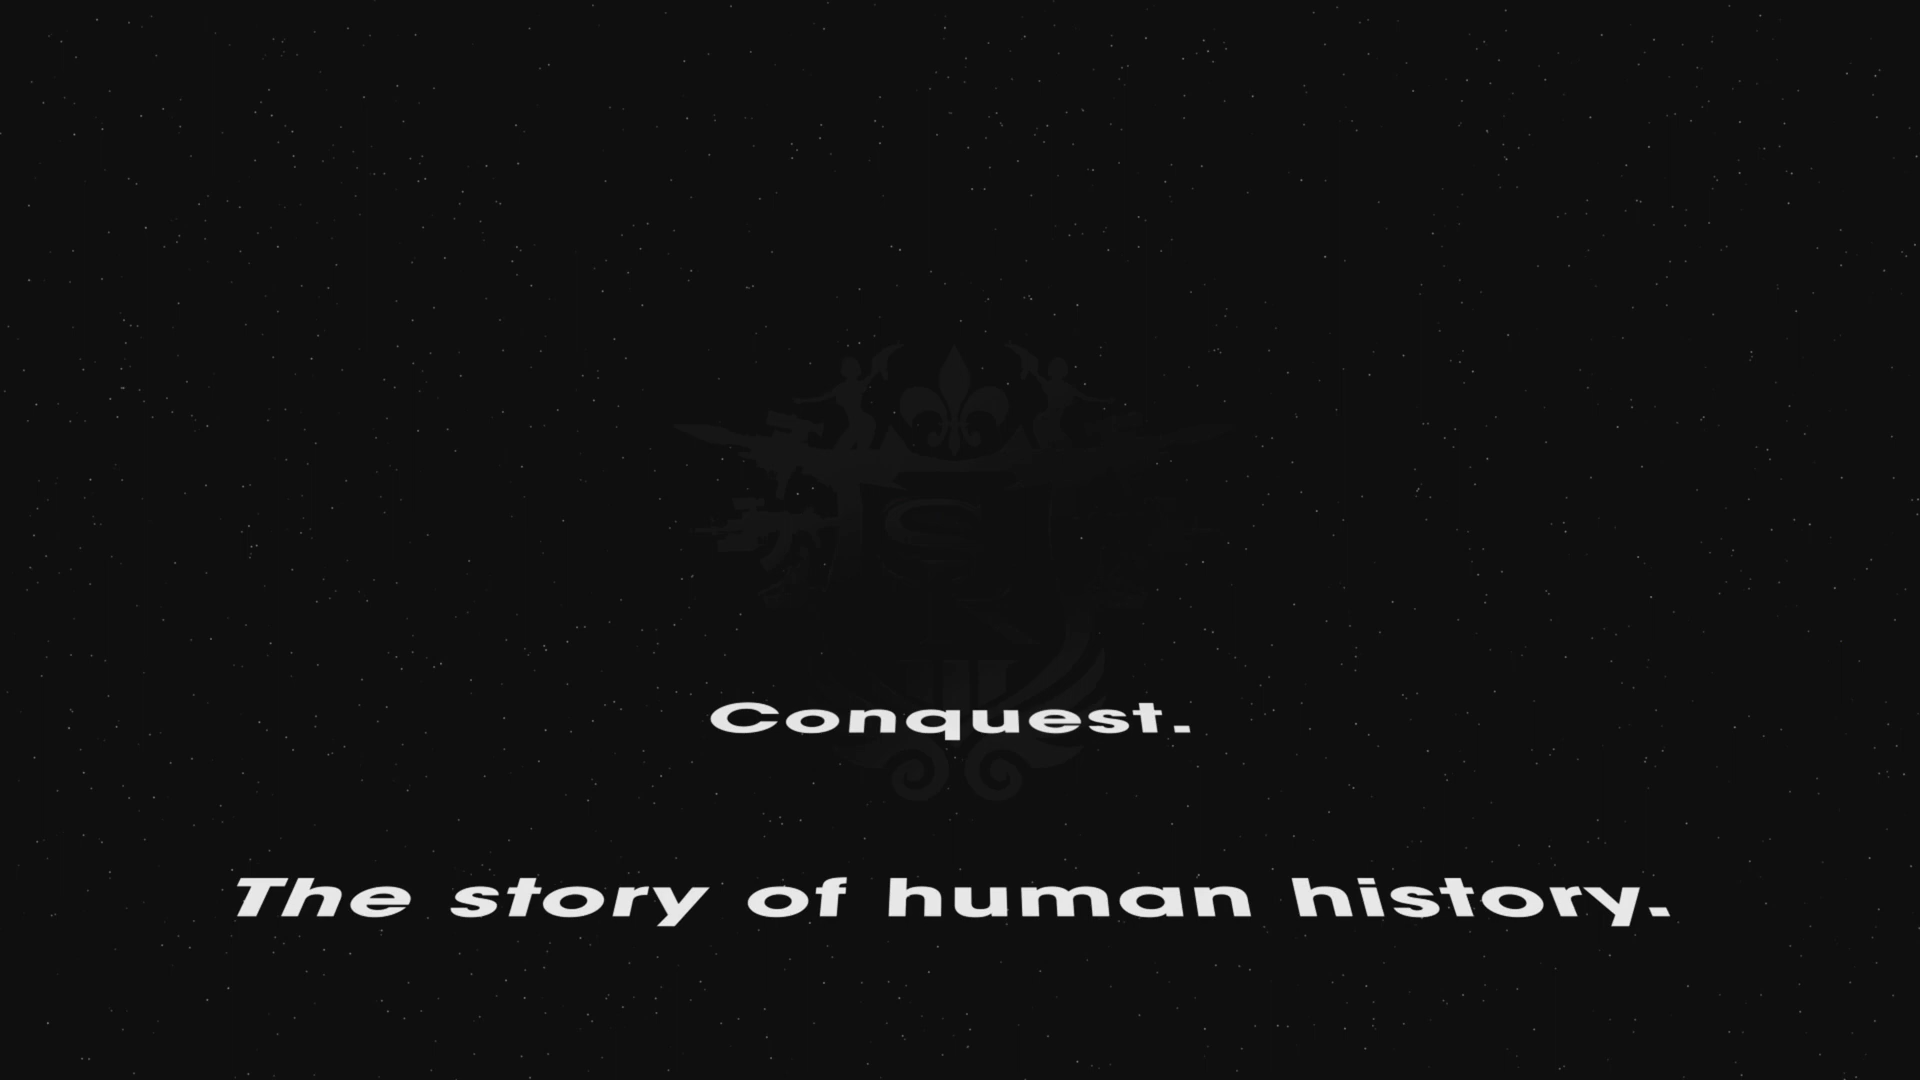 Conquest.
The story of human history.